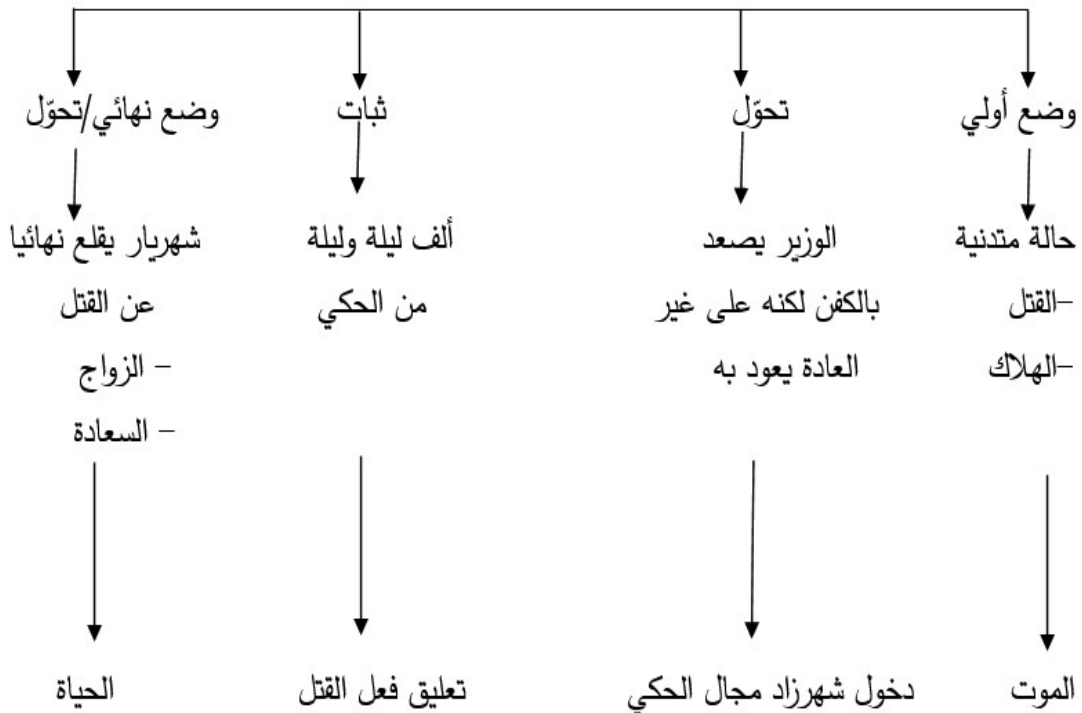 وضع أولي
تحوّل
ثبات
وضع نهائي/تحوّل
حالة متدنية
-القتل
-الهلاك
الوزير يصعد
بالكفن لكنه على غير
العادة يعود به
ألف ليلة وليلة
من الحكي
شهريار يقلع نهائيا
عن القتل
- الزواج
- السعادة
الموت
دخول شهرزاد مجال الحكي
تعليق فعل القتل
الحياة